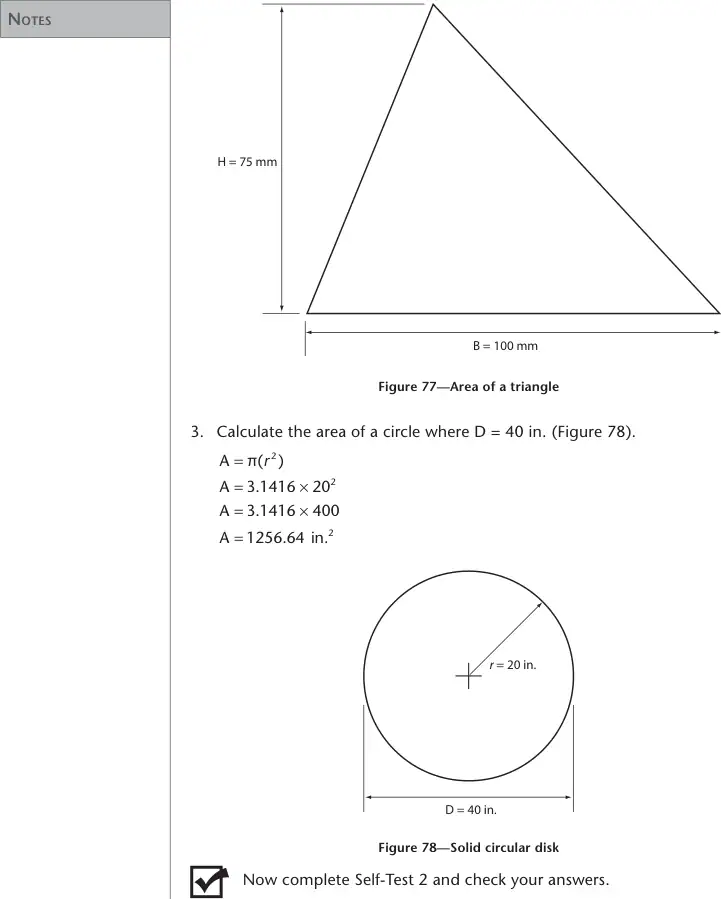 NOTES
H = 75 mm
B = 100 mm
Figure 77—Area of a triangle
3. Calculate the area of a circle where D = 40 in. (Figure 78).
A = π(r²)
A = 3.1416 × 20²
A = 3.1416 × 400
A = 1256.64 in.²
r = 20 in.
D = 40 in.
Figure 78—Solid circular disk
Now complete Self-Test 2 and check your answers.